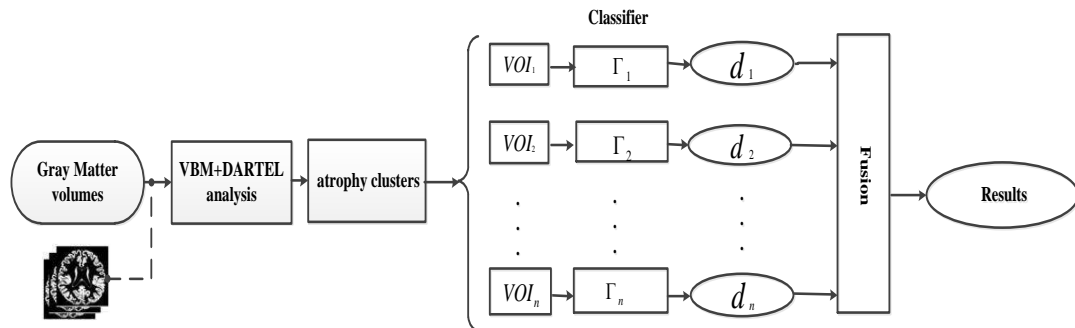 Classifier
Gray Matter
volumes
VBM+DARTEL
analysis
atrophy clusters
VOI₁ Γ₁ d₁
VOI₂ Γ₂ d₂
VOIₙ Γₙ dₙ
Fusion
Results